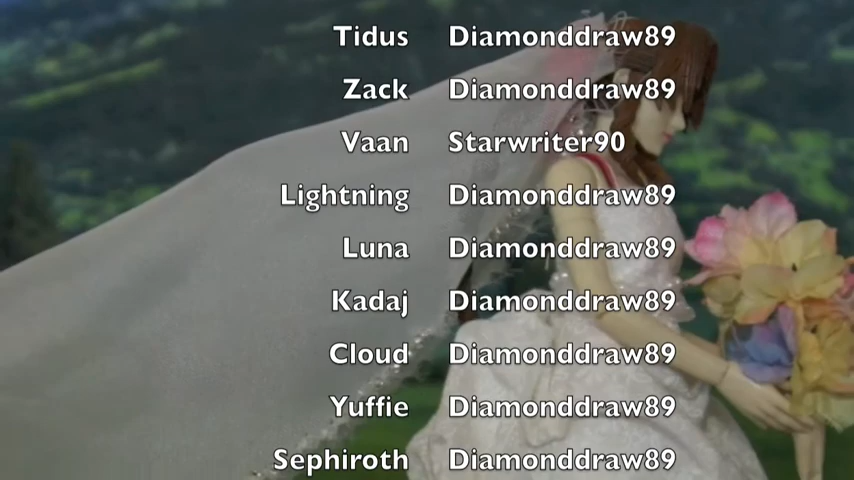 Tidus Diamonddraw89
Zack Diamonddraw89
Vaan Starwriter90
Lightning Diamonddraw89
Luna Diamonddraw89
Kadaj Diamonddraw89
Cloud Diamonddraw89
Yuffie Diamonddraw89
Sephiroth Diamonddraw89